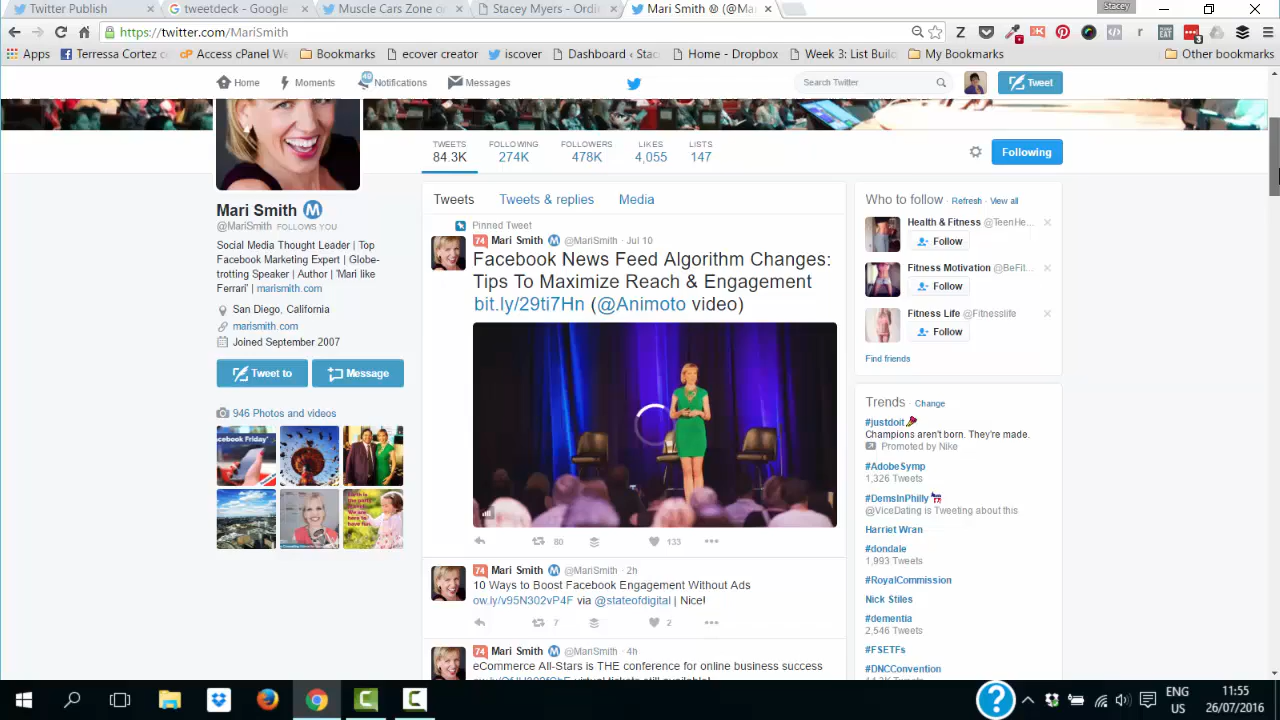 Twitter Publish
tweetdeck - Google
Muscle Cars Zone on
Stacey Myers - Ordi
Mari Smith
(@Ma
Stacey
https://twitter.com/MariSmith
Apps
Teressa Cortez
Access cPanel We
Bookmarks
ecover creator
iscover
Dashboard ‹ Stac
Home - Dropbox
Week 3: List Build
My Bookmarks
Other bookmarks
Home
Moments
Notifications
Messages
Search Twitter
Tweet
TWEETS
84.3K
FOLLOWING
274K
FOLLOWERS
478K
LIKES
4,055
LISTS
147
Following
Mari Smith M
@MariSmith FOLLOWS YOU
Social Media Thought Leader | Top
Facebook Marketing Expert | Globe-
trotting Speaker | Author | 'Mari like
Ferrari' | marismith.com
San Diego, California
marismith.com
Joined September 2007
Tweet to
Message
946 Photos and videos
Tweets
Tweets & replies
Media
Pinned Tweet
74 Mari Smith M @MariSmith · Jul 10
Facebook News Feed Algorithm Changes:
Tips To Maximize Reach & Engagement
bit.ly/29ti7Hn (@Animoto video)
80
133
74 Mari Smith M @MariSmith · 2h
10 Ways to Boost Facebook Engagement Without Ads
ow.ly/v95N302vP4F via @stateofdigital | Nice!
7
2
74 Mari Smith M @MariSmith · 4h
eCommerce All-Stars is THE conference for online business success
Who to follow · Refresh · View all
Health & Fitness @TeenHe...
Follow
Fitness Motivation @BeFit...
Follow
Fitness Life @Fitnesslife
Follow
Find friends
Trends · Change
#justdoit
Champions aren't born. They're made.
Promoted by Nike
#AdobeSymp
1,326 Tweets
#DemsInPhilly
@ViceDating is Tweeting about this
Harriet Wran
#dondale
1,993 Tweets
#RoyalCommission
Nick Stiles
#dementia
2,546 Tweets
#FSETFs
#DNCConvention
ENG
US
11:55
26/07/2016